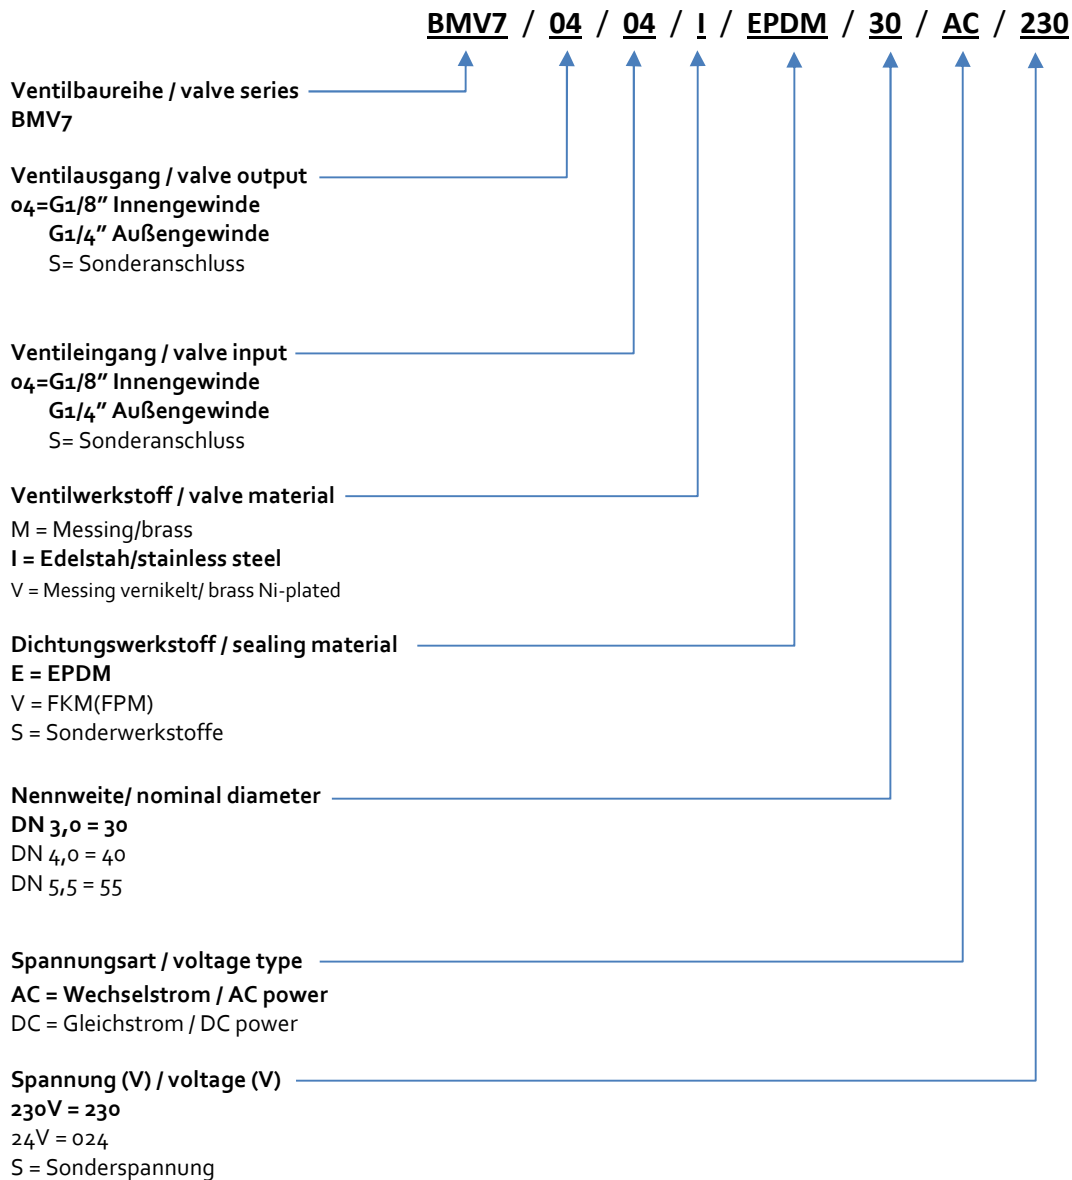 BMV7 / 04 / 04 / I / EPDM / 30 / AC / 230
Ventilbaureihe / valve series
BMV7
Ventilausgang / valve output
04=G1/8” Innengewinde
G1/4” Außengewinde
S= Sonderanschluss
Ventileingang / valve input
04=G1/8” Innengewinde
G1/4” Außengewinde
S= Sonderanschluss
Ventilwerkstoff / valve material
M = Messing/brass
I = Edelstah/stainless steel
V = Messing vernikelt/ brass Ni-plated
Dichtungswerkstoff / sealing material
E = EPDM
V = FKM(FPM)
S = Sonderwerkstoffe
Nennweite/ nominal diameter
DN 3,0 = 30
DN 4,0 = 40
DN 5,5 = 55
Spannungsart / voltage type
AC = Wechselstrom / AC power
DC = Gleichstrom / DC power
Spannung (V) / voltage (V)
230V = 230
24V = 024
S = Sonderspannung